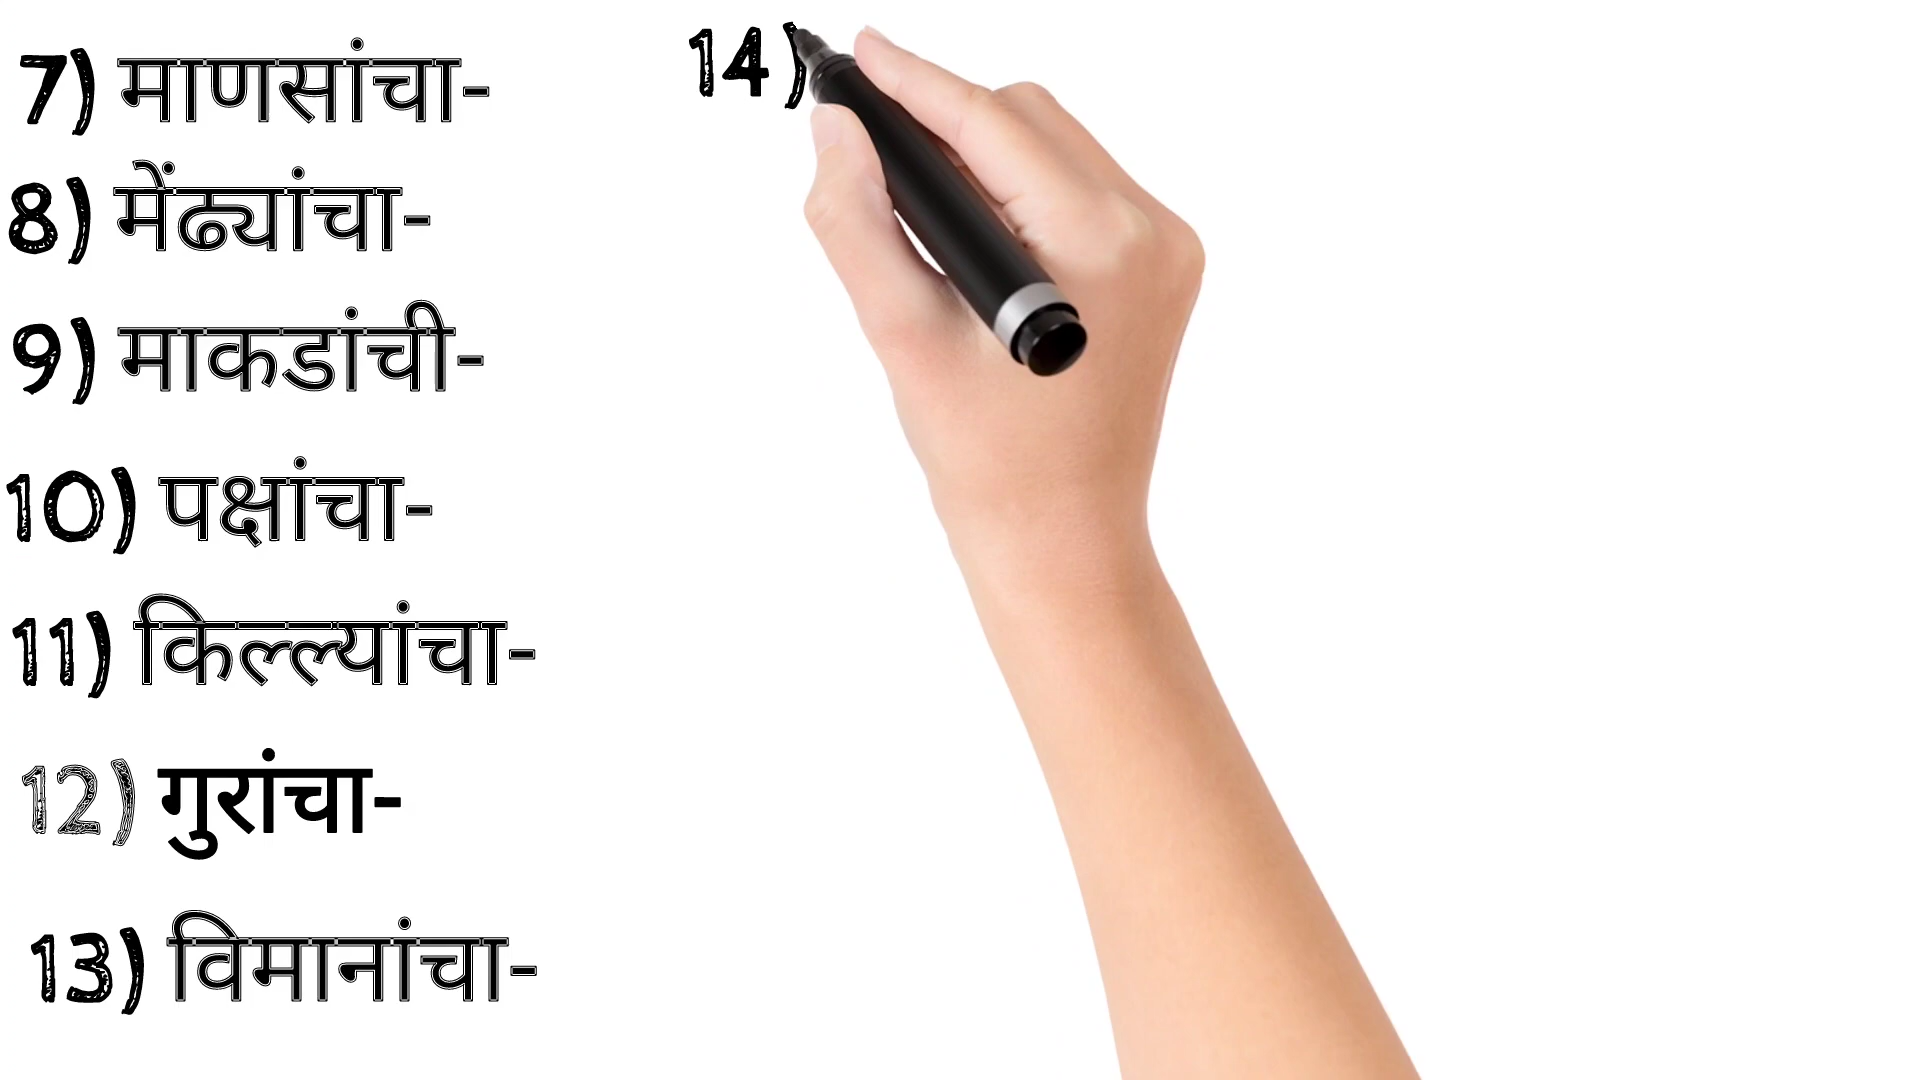 7) माणसांचा-
8) मेंढ्यांचा-
9) माकडांची-
10) पक्षांचा-
11) किल्ल्यांचा-
12) गुरांचा-
13) विमानांचा-
14)